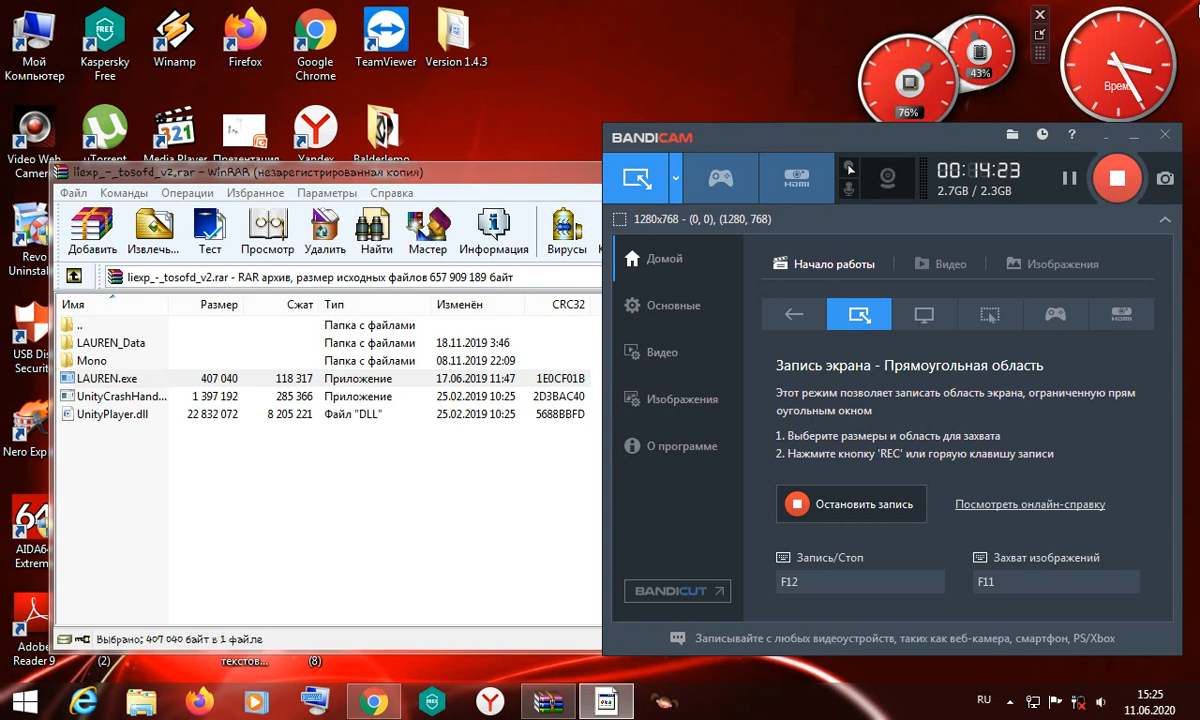 Мой Компьютер
Kaspersky Free
Winamp
Firefox
Google Chrome
TeamViewer
Version 1.4.3
43%
76%
Время
Video Web Camer
uTorrent
Media Player
Презентация
Yandex
Balderdemo
Revo Uninstal
USB Dis Securit
Nero Exp
AIDA64 Extrem
Adobe Reader 9
(2)
текстов...
(8)
liexp_-_tosofd_v2.rar - WinRAR (незарегистрированная копия)
Файл Команды Операции Избранное Параметры Справка
Добавить Извлечь... Тест Просмотр Удалить Найти Мастер Информация Вирусы
liexp_-_tosofd_v2.rar - RAR архив, размер исходных файлов 657 909 189 байт
Имя Размер Сжат Тип Изменён CRC32
.. Папка с файлами
LAUREN_Data Папка с файлами 18.11.2019 3:46
Mono Папка с файлами 08.11.2019 22:09
LAUREN.exe 407 040 118 317 Приложение 17.06.2019 11:47 1E0CF01B
UnityCrashHand... 1 397 192 285 366 Приложение 25.02.2019 10:25 2D3BAC40
UnityPlayer.dll 22 832 072 8 205 221 Файл "DLL" 25.02.2019 10:25 5688BBFD
Выбрано: 407 040 байт в 1 файле
BANDICAM
HDMI
00:14:23
2.7GB / 2.3GB
1280x768 - (0, 0), (1280, 768)
Домой
Основные
Видео
Изображения
О программе
BANDICUT
Начало работы Видео Изображения
HDMI
Запись экрана - Прямоугольная область
Этот режим позволяет записать область экрана, ограниченную прям
оугольным окном
1. Выберите размеры и область для захвата
2. Нажмите кнопку 'REC' или горяую клавишу записи
Остановить запись Посмотреть онлайн-справку
Запись/Стоп Захват изображений
F12 F11
Записывайте с любых видеоустройств, таких как веб-камера, смартфон, PS/Xbox
RU
15:25
11.06.2020